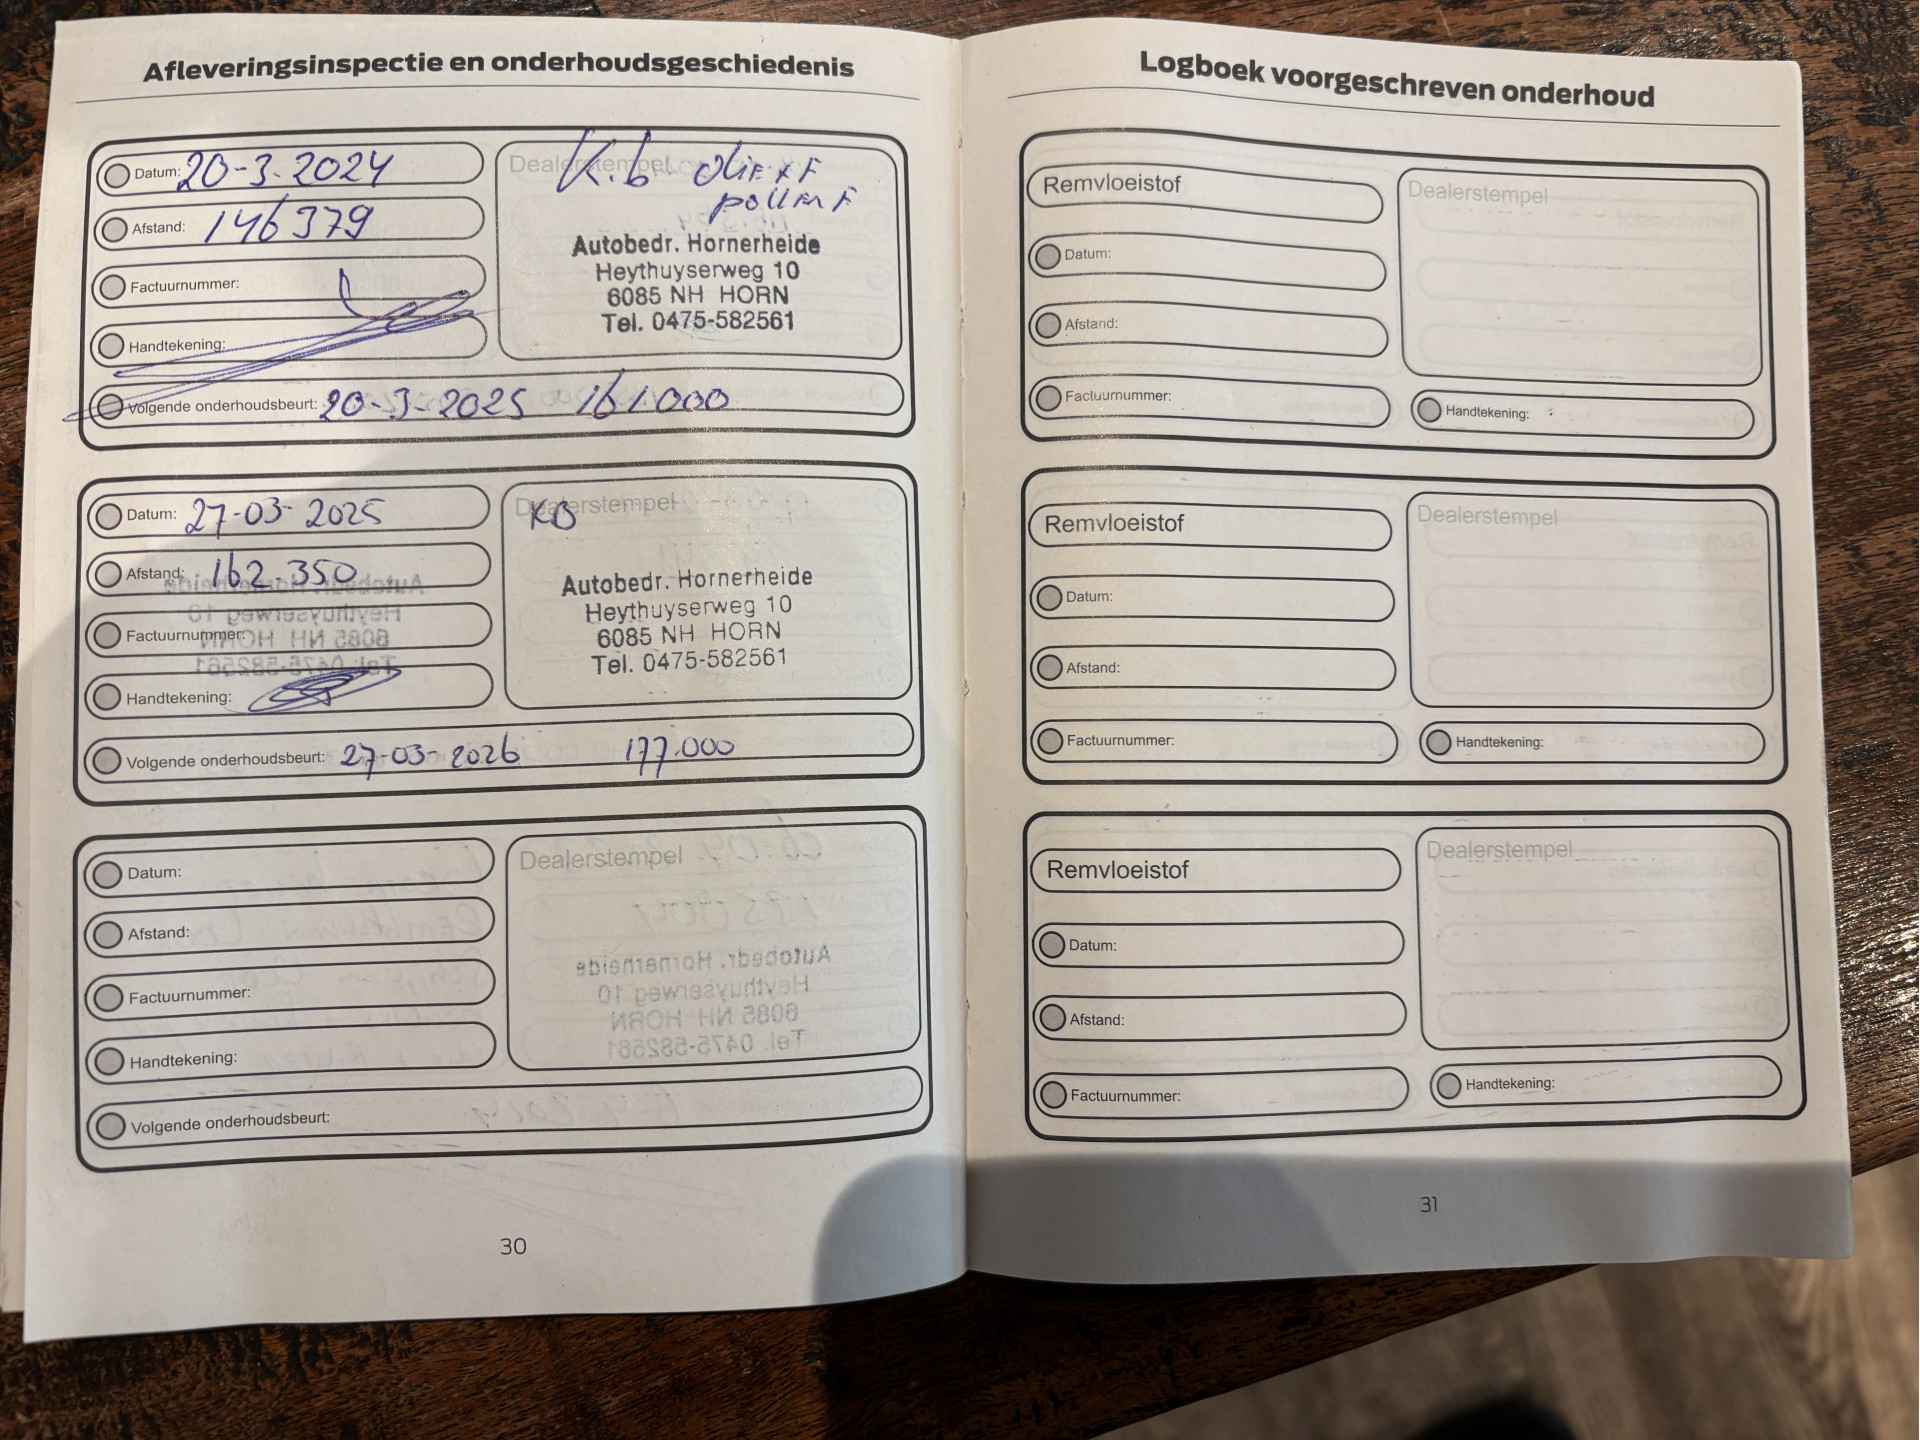 Afleveringsinspectie en onderhoudsgeschiedenis
Datum: 20-3-2024
Afstand: 146379
Factuurnummer:
Handtekening:
Volgende onderhoudsbeurt: 20-3-2025 161.000
Dealerstempel
K.b olie + F
pollen F
Autobedr. Hornerheide
Heythuyserweg 10
6085 NH HORN
Tel. 0475-582561
Datum: 27-03-2025
Afstand: 162.350
Factuurnummer:
Handtekening:
Volgende onderhoudsbeurt: 27-03-2026 177.000
Dealerstempel
KB
Autobedr. Hornerheide
Heythuyserweg 10
6085 NH HORN
Tel. 0475-582561
Datum:
Afstand:
Factuurnummer:
Handtekening:
Volgende onderhoudsbeurt:
Dealerstempel
30
Logboek voorgeschreven onderhoud
Remvloeistof
Datum:
Afstand:
Factuurnummer:
Dealerstempel
Handtekening:
Remvloeistof
Datum:
Afstand:
Factuurnummer:
Dealerstempel
Handtekening:
Remvloeistof
Datum:
Afstand:
Factuurnummer:
Dealerstempel
Handtekening:
31